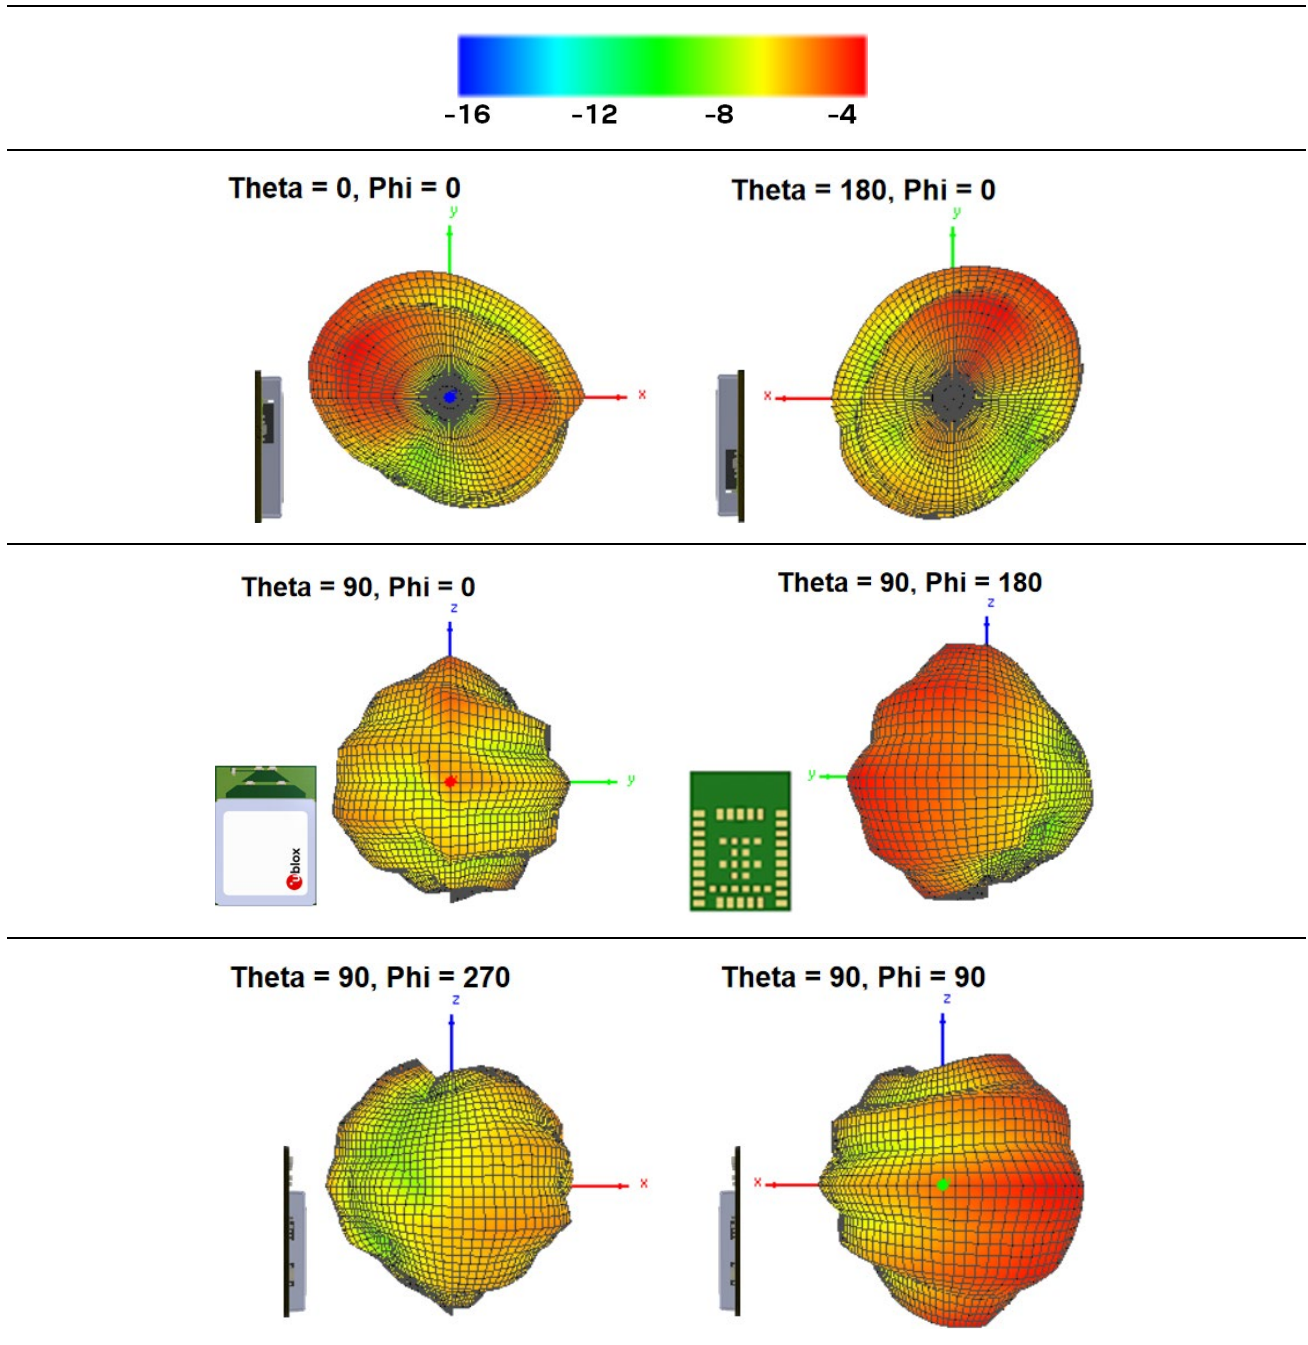 -16 -12 -8 -4
Theta = 0, Phi = 0
y
x
Theta = 180, Phi = 0
y
x
Theta = 90, Phi = 0
z
y
ublox
Theta = 90, Phi = 180
z
y
Theta = 90, Phi = 270
z
x
Theta = 90, Phi = 90
z
x